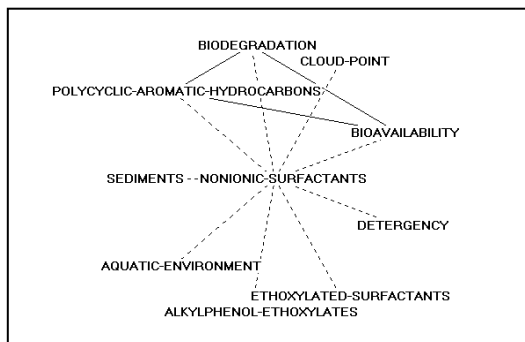 BIODEGRADATION
CLOUD-POINT
POLYCYCLIC-AROMATIC-HYDROCARBONS
BIOAVAILABILITY
SEDIMENTS
NONIONIC-SURFACTANTS
DETERGENCY
AQUATIC-ENVIRONMENT
ETHOXYLATED-SURFACTANTS
ALKYLPHENOL-ETHOXYLATES